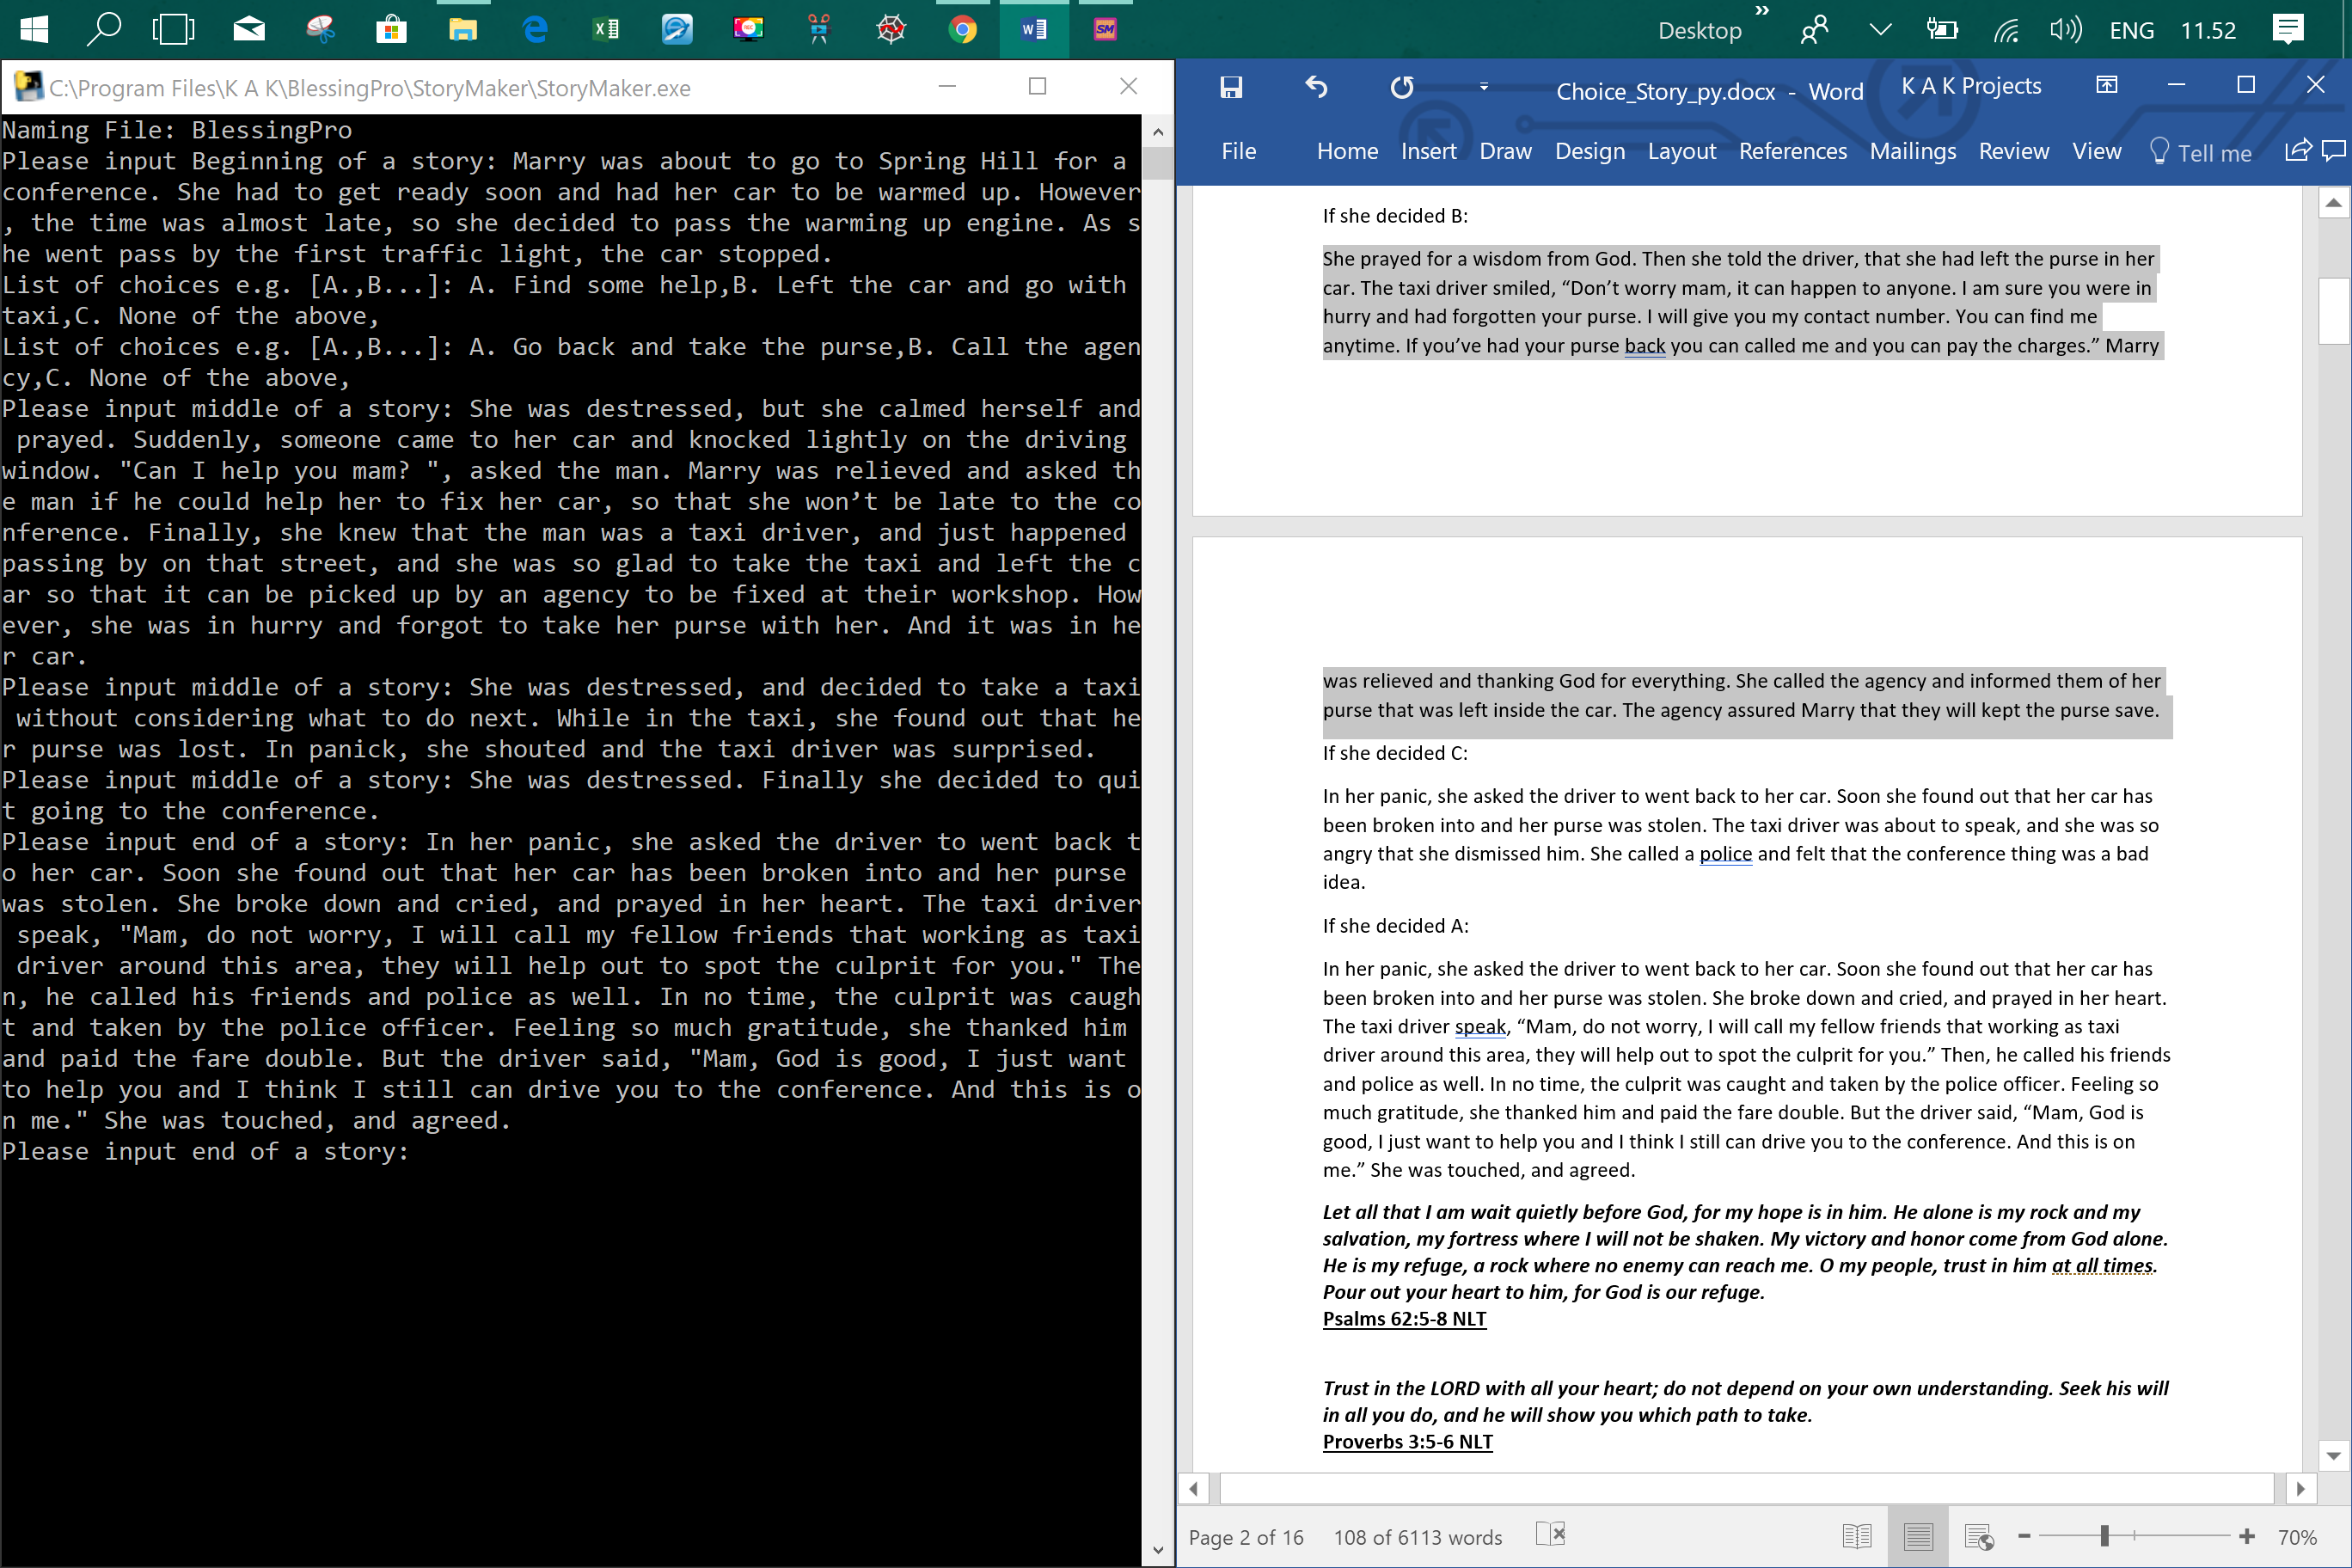 Desktop
»
ENG
11.52
C:\Program Files\K A K\BlessingPro\StoryMaker\StoryMaker.exe
Naming File: BlessingPro
Please input Beginning of a story: Marry was about to go to Spring Hill for a
conference. She had to get ready soon and had her car to be warmed up. However
, the time was almost late, so she decided to pass the warming up engine. As s
he went pass by the first traffic light, the car stopped.
List of choices e.g. [A.,B...]: A. Find some help,B. Left the car and go with
taxi,C. None of the above,
List of choices e.g. [A.,B...]: A. Go back and take the purse,B. Call the agen
cy,C. None of the above,
Please input middle of a story: She was destressed, but she calmed herself and
prayed. Suddenly, someone came to her car and knocked lightly on the driving
window. "Can I help you mam? ", asked the man. Marry was relieved and asked th
e man if he could help her to fix her car, so that she won’t be late to the co
nference. Finally, she knew that the man was a taxi driver, and just happened
passing by on that street, and she was so glad to take the taxi and left the c
ar so that it can be picked up by an agency to be fixed at their workshop. How
ever, she was in hurry and forgot to take her purse with her. And it was in he
r car.
Please input middle of a story: She was destressed, and decided to take a taxi
without considering what to do next. While in the taxi, she found out that he
r purse was lost. In panick, she shouted and the taxi driver was surprised.
Please input middle of a story: She was destressed. Finally she decided to qui
t going to the conference.
Please input end of a story: In her panic, she asked the driver to went back t
o her car. Soon she found out that her car has been broken into and her purse
was stolen. She broke down and cried, and prayed in her heart. The taxi driver
speak, "Mam, do not worry, I will call my fellow friends that working as taxi
driver around this area, they will help out to spot the culprit for you." The
n, he called his friends and police as well. In no time, the culprit was caugh
t and taken by the police officer. Feeling so much gratitude, she thanked him
and paid the fare double. But the driver said, "Mam, God is good, I just want
to help you and I think I still can drive you to the conference. And this is o
n me." She was touched, and agreed.
Please input end of a story:
Choice_Story_py.docx - Word
K A K Projects
File Home Insert Draw Design Layout References Mailings Review View Tell me
If she decided B:
She prayed for a wisdom from God. Then she told the driver, that she had left the purse in her
car. The taxi driver smiled, “Don’t worry mam, it can happen to anyone. I am sure you were in
hurry and had forgotten your purse. I will give you my contact number. You can find me
anytime. If you’ve had your purse back you can called me and you can pay the charges.” Marry
was relieved and thanking God for everything. She called the agency and informed them of her
purse that was left inside the car. The agency assured Marry that they will kept the purse save.
If she decided C:
In her panic, she asked the driver to went back to her car. Soon she found out that her car has
been broken into and her purse was stolen. The taxi driver was about to speak, and she was so
angry that she dismissed him. She called a police and felt that the conference thing was a bad
idea.
If she decided A:
In her panic, she asked the driver to went back to her car. Soon she found out that her car has
been broken into and her purse was stolen. She broke down and cried, and prayed in her heart.
The taxi driver speak, “Mam, do not worry, I will call my fellow friends that working as taxi
driver around this area, they will help out to spot the culprit for you.” Then, he called his friends
and police as well. In no time, the culprit was caught and taken by the police officer. Feeling so
much gratitude, she thanked him and paid the fare double. But the driver said, “Mam, God is
good, I just want to help you and I think I still can drive you to the conference. And this is on
me.” She was touched, and agreed.
Let all that I am wait quietly before God, for my hope is in him. He alone is my rock and my
salvation, my fortress where I will not be shaken. My victory and honor come from God alone.
He is my refuge, a rock where no enemy can reach me. O my people, trust in him at all times.
Pour out your heart to him, for God is our refuge.
Psalms 62:5-8 NLT
Trust in the LORD with all your heart; do not depend on your own understanding. Seek his will
in all you do, and he will show you which path to take.
Proverbs 3:5-6 NLT
Page 2 of 16
108 of 6113 words
70%